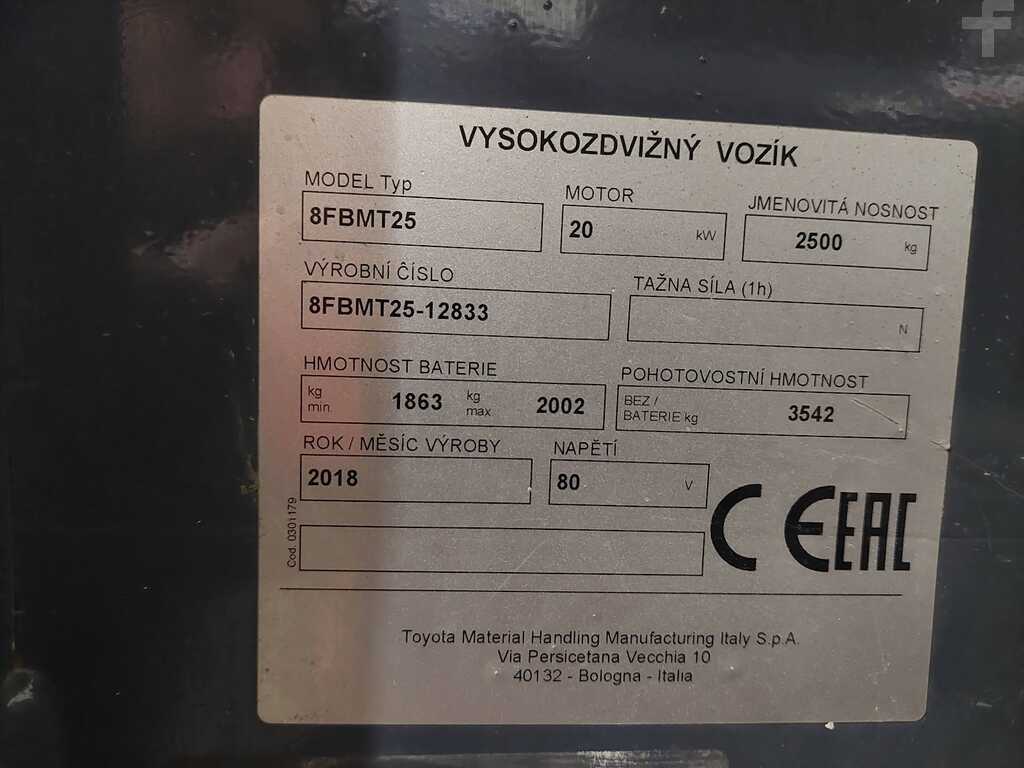 VYSOKOZDVIŽNÝ VOZÍK
MODEL Typ
8FBMT25
MOTOR
20 kW
JMENOVITÁ NOSNOST
2500 kg
VÝROBNÍ ČÍSLO
8FBMT25-12833
TAŽNA SÍLA (1h)
N
HMOTNOST BATERIE
kg min. 1863 kg max 2002
POHOTOVOSTNÍ HMOTNOST
BEZ / BATERIE kg 3542
ROK / MĚSÍC VÝROBY
2018
NAPĚTÍ
80 V
Cod. 0301179
CE EAC
Toyota Material Handling Manufacturing Italy S.p.A.
Via Persicetana Vecchia 10
40132 - Bologna - Italia
f